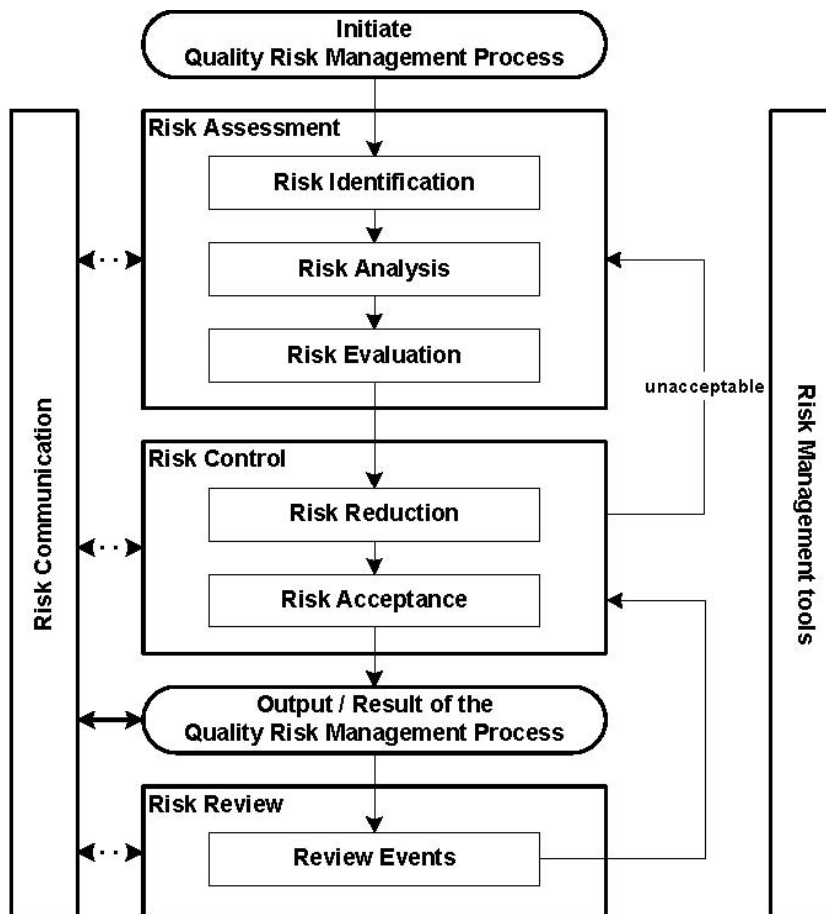 Initiate
Quality Risk Management Process
Risk Assessment
Risk Identification
Risk Analysis
Risk Evaluation
unacceptable
Risk Communication
Risk Management tools
Risk Control
Risk Reduction
Risk Acceptance
Output / Result of the
Quality Risk Management Process
Risk Review
Review Events